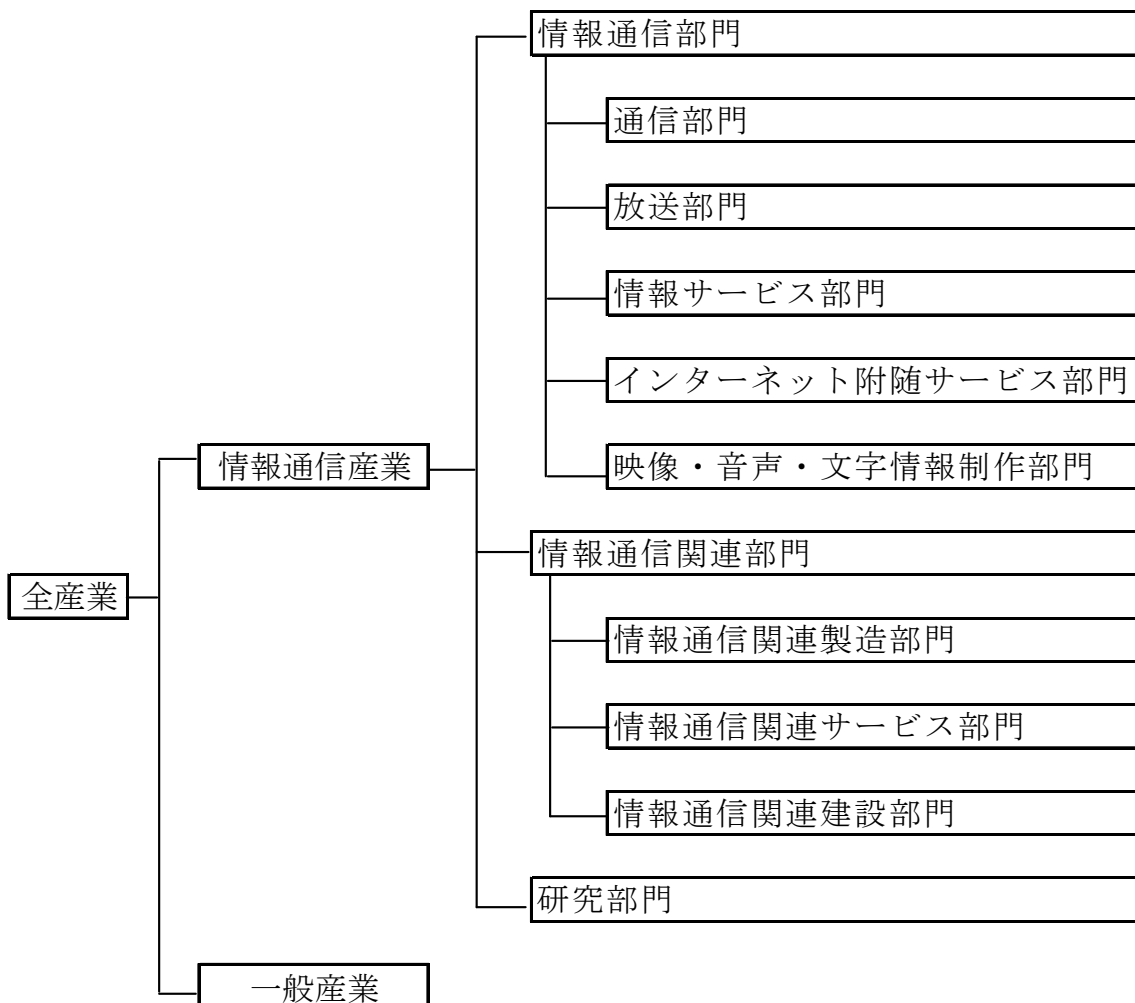 情報通信部門
通信部門
放送部門
情報サービス部門
インターネット附随サービス部門
情報通信産業
映像・音声・文字情報制作部門
情報通信関連部門
全産業
情報通信関連製造部門
情報通信関連サービス部門
情報通信関連建設部門
研究部門
一般産業